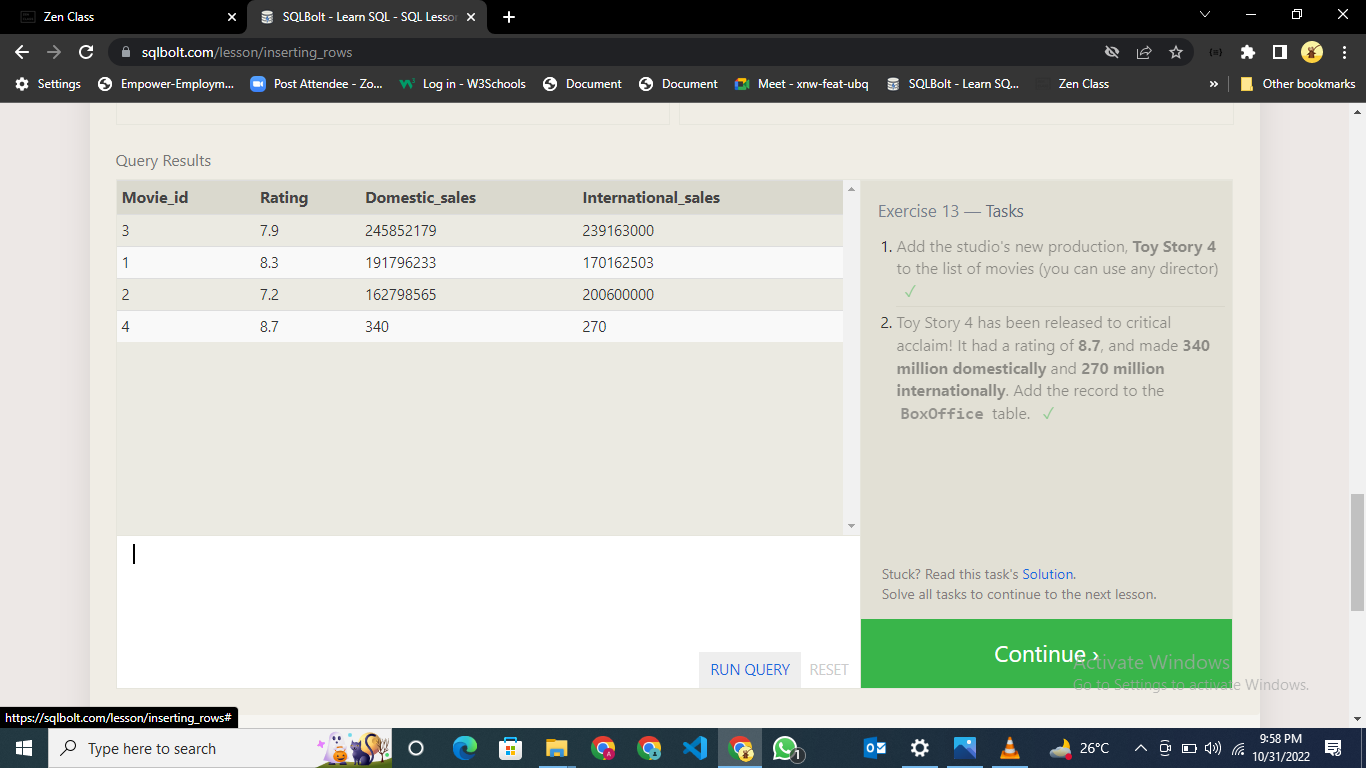 Zen Class
SQLBolt - Learn SQL - SQL Lesson
sqlbolt.com/lesson/inserting_rows
Settings
Empower-Employm...
Post Attendee - Zo...
Log in - W3Schools
Document
Document
Meet - xnw-feat-ubq
SQLBolt - Learn SQ...
Zen Class
»
Other bookmarks
Query Results
Movie_id Rating Domestic_sales International_sales
3 7.9 245852179 239163000
1 8.3 191796233 170162503
2 7.2 162798565 200600000
4 8.7 340 270
Exercise 13 — Tasks
1. Add the studio's new production, Toy Story 4
to the list of movies (you can use any director)
✓
2. Toy Story 4 has been released to critical
acclaim! It had a rating of 8.7, and made 340
million domestically and 270 million
internationally. Add the record to the
BoxOffice table. ✓
Stuck? Read this task's Solution.
Solve all tasks to continue to the next lesson.
RUN QUERY RESET
Continue ›
Activate Windows
Go to Settings to activate Windows.
https://sqlbolt.com/lesson/inserting_rows#
Type here to search
1
26°C
9:58 PM
10/31/2022